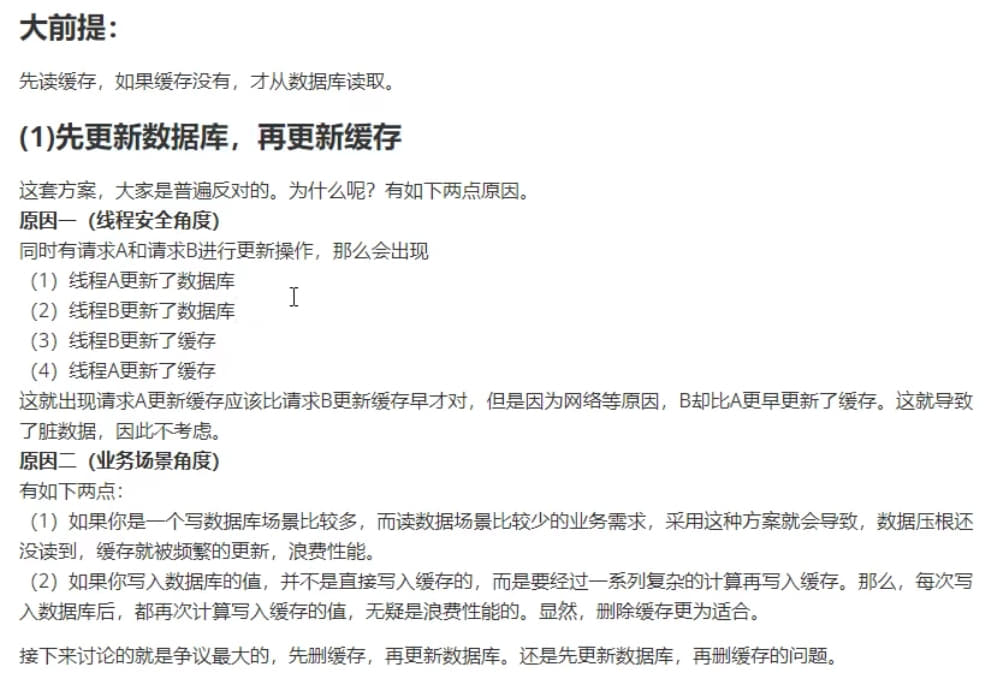 大前提：
先读缓存，如果缓存没有，才从数据库读取。
(1)先更新数据库，再更新缓存
这套方案，大家是普遍反对的。为什么呢？有如下两点原因。
原因一（线程安全角度）
同时有请求A和请求B进行更新操作，那么会出现
（1）线程A更新了数据库
（2）线程B更新了数据库
（3）线程B更新了缓存
（4）线程A更新了缓存
这就出现请求A更新缓存应该比请求B更新缓存早才对，但是因为网络等原因，B却比A更早更新了缓存。这就导致
了脏数据，因此不考虑。
原因二（业务场景角度）
有如下两点：
（1）如果你是一个写数据库场景比较多，而读数据场景比较少的业务需求，采用这种方案就会导致，数据压根还
没读到，缓存就被频繁的更新，浪费性能。
（2）如果你写入数据库的值，并不是直接写入缓存的，而是要经过一系列复杂的计算再写入缓存。那么，每次写
入数据库后，都再次计算写入缓存的值，无疑是浪费性能的。显然，删除缓存更为适合。
接下来讨论的就是争议最大的，先删缓存，再更新数据库。还是先更新数据库，再删缓存的问题。